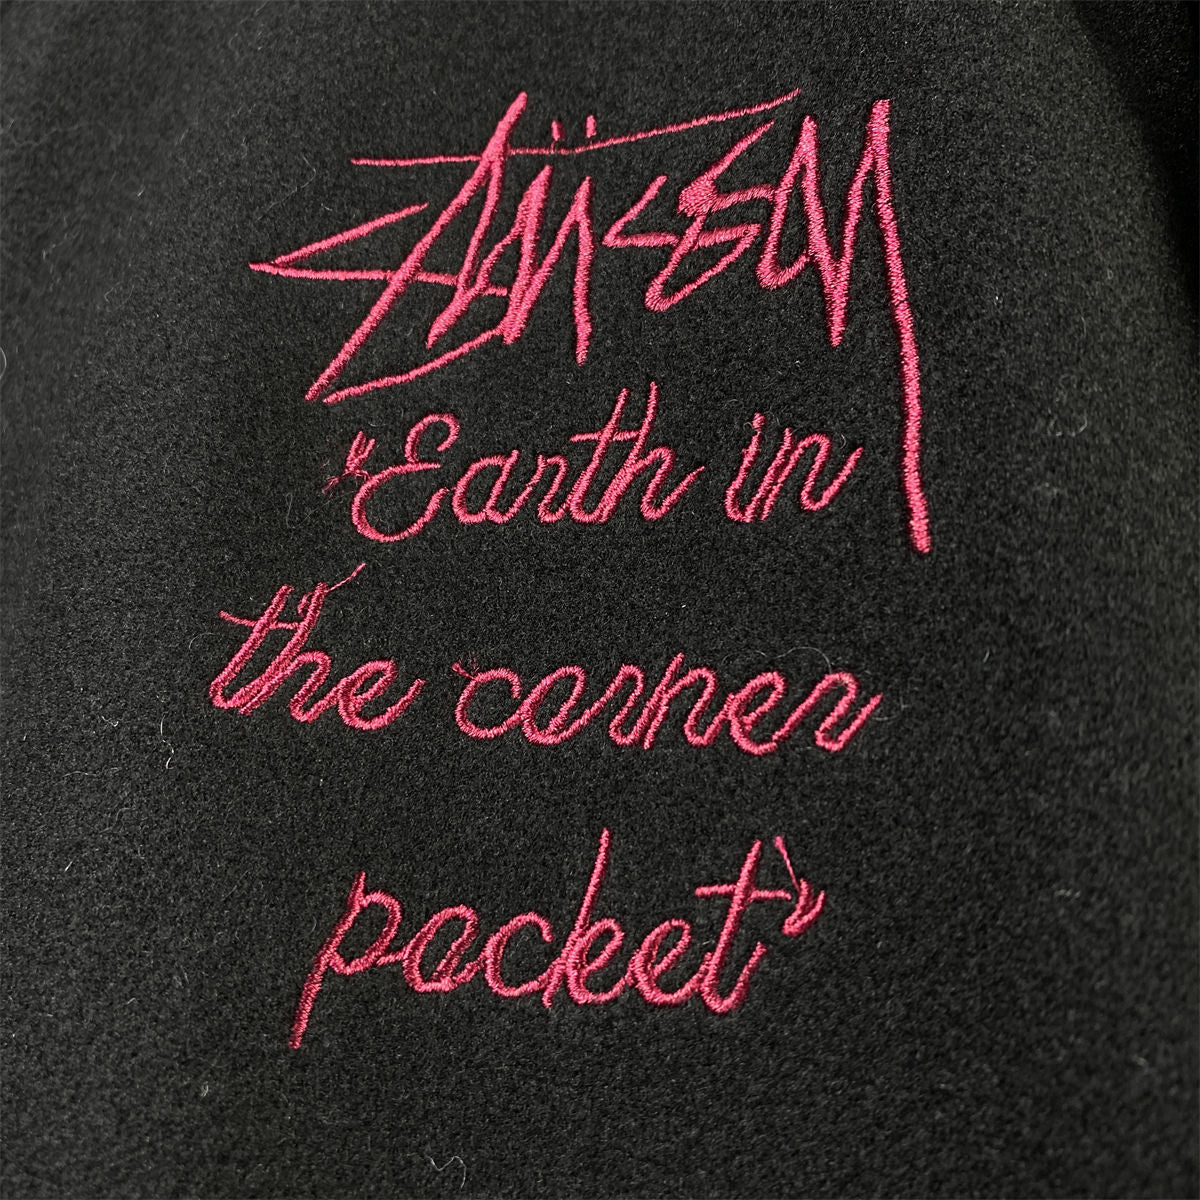 Stüssy
"Earth in
the corner
pocket"